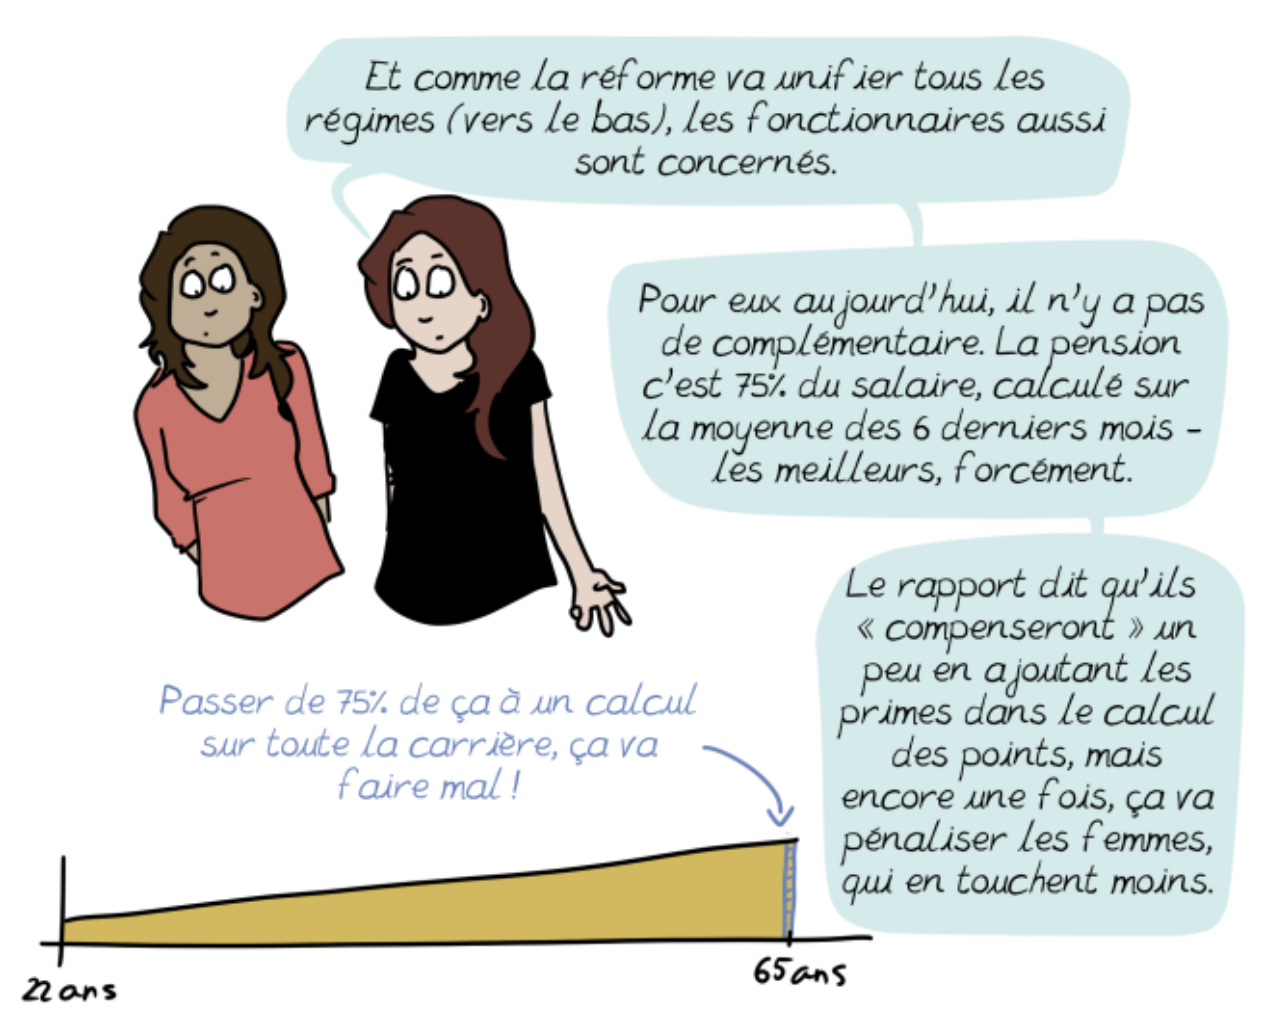 Et comme la réforme va unifier tous les
régimes (vers le bas), les fonctionnaires aussi
sont concernés.
Pour eux aujourd'hui, il n'y a pas
de complémentaire. La pension
c'est 75% du salaire, calculé sur
la moyenne des 6 derniers mois -
les meilleurs, forcément.
Le rapport dit qu'ils
« compenseront » un
peu en ajoutant les
primes dans le calcul
des points, mais
encore une fois, ça va
pénaliser les femmes,
qui en touchent moins.
Passer de 75% de ça à un calcul
sur toute la carrière, ça va
faire mal !
22 ans
65 ans